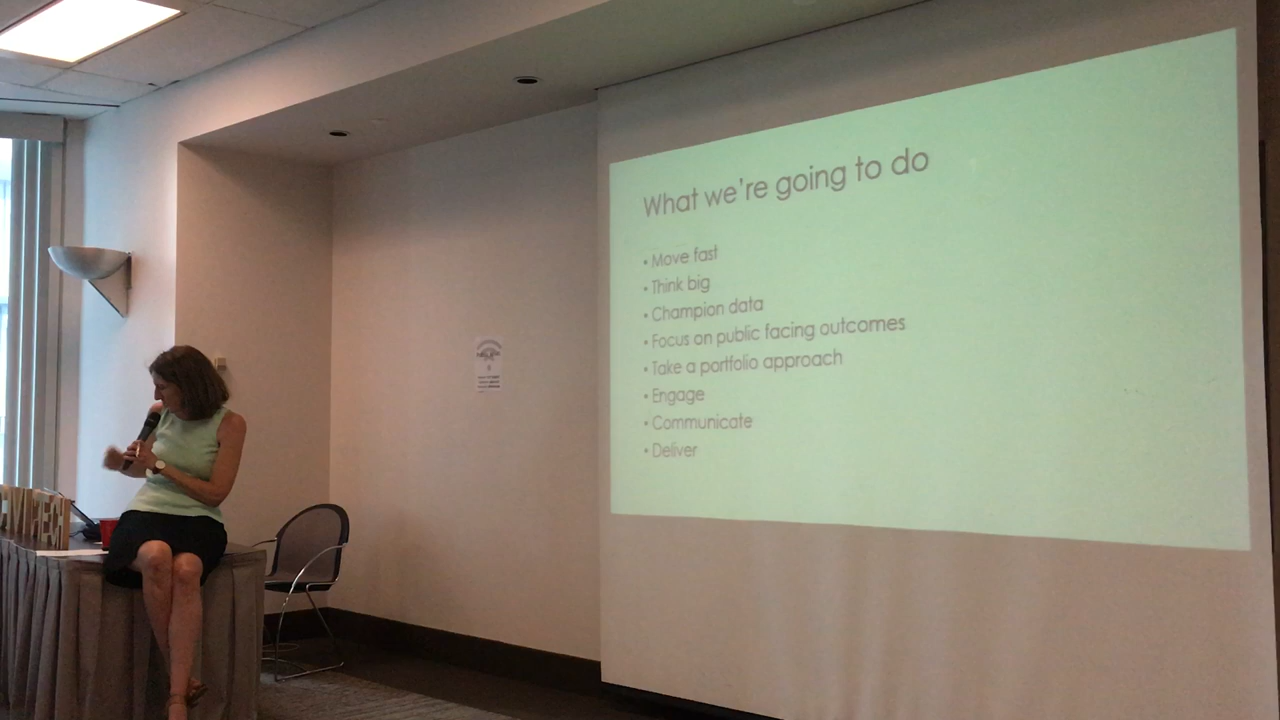 What we're going to do
• Move fast
• Think big
• Champion data
• Focus on public facing outcomes
• Take a portfolio approach
• Engage
• Communicate
• Deliver